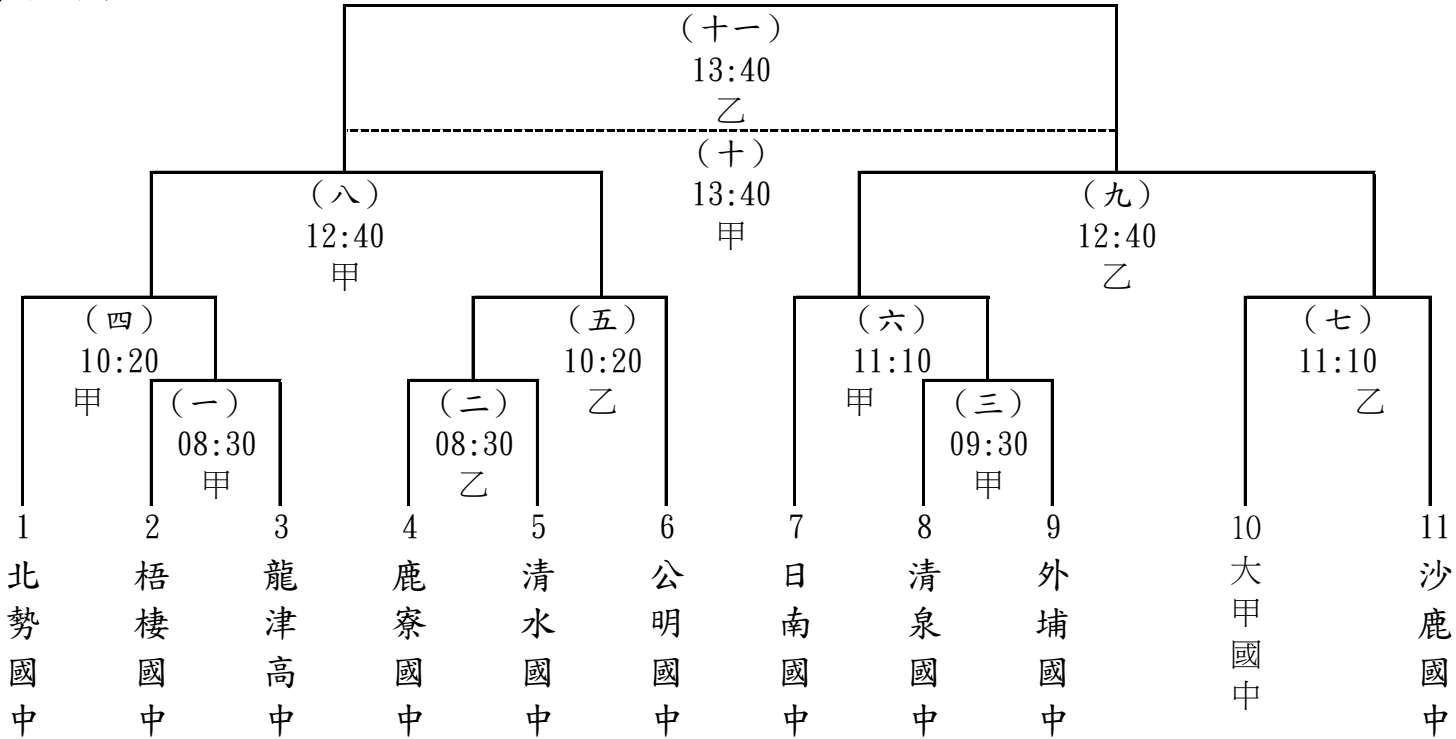 （十一）
13:40
乙
（十）
13:40
甲
（八）
12:40
甲
（九）
12:40
乙
（四）
10:20
甲
（五）
10:20
乙
（六）
11:10
甲
（七）
11:10
乙
（一）
08:30
甲
（二）
08:30
乙
（三）
09:30
甲
1
北勢國中
2
梧棲國中
3
龍津高中
4
鹿寮國中
5
清水國中
6
公明國中
7
日南國中
8
清泉國中
9
外埔國中
10
大甲國中
11
沙鹿國中